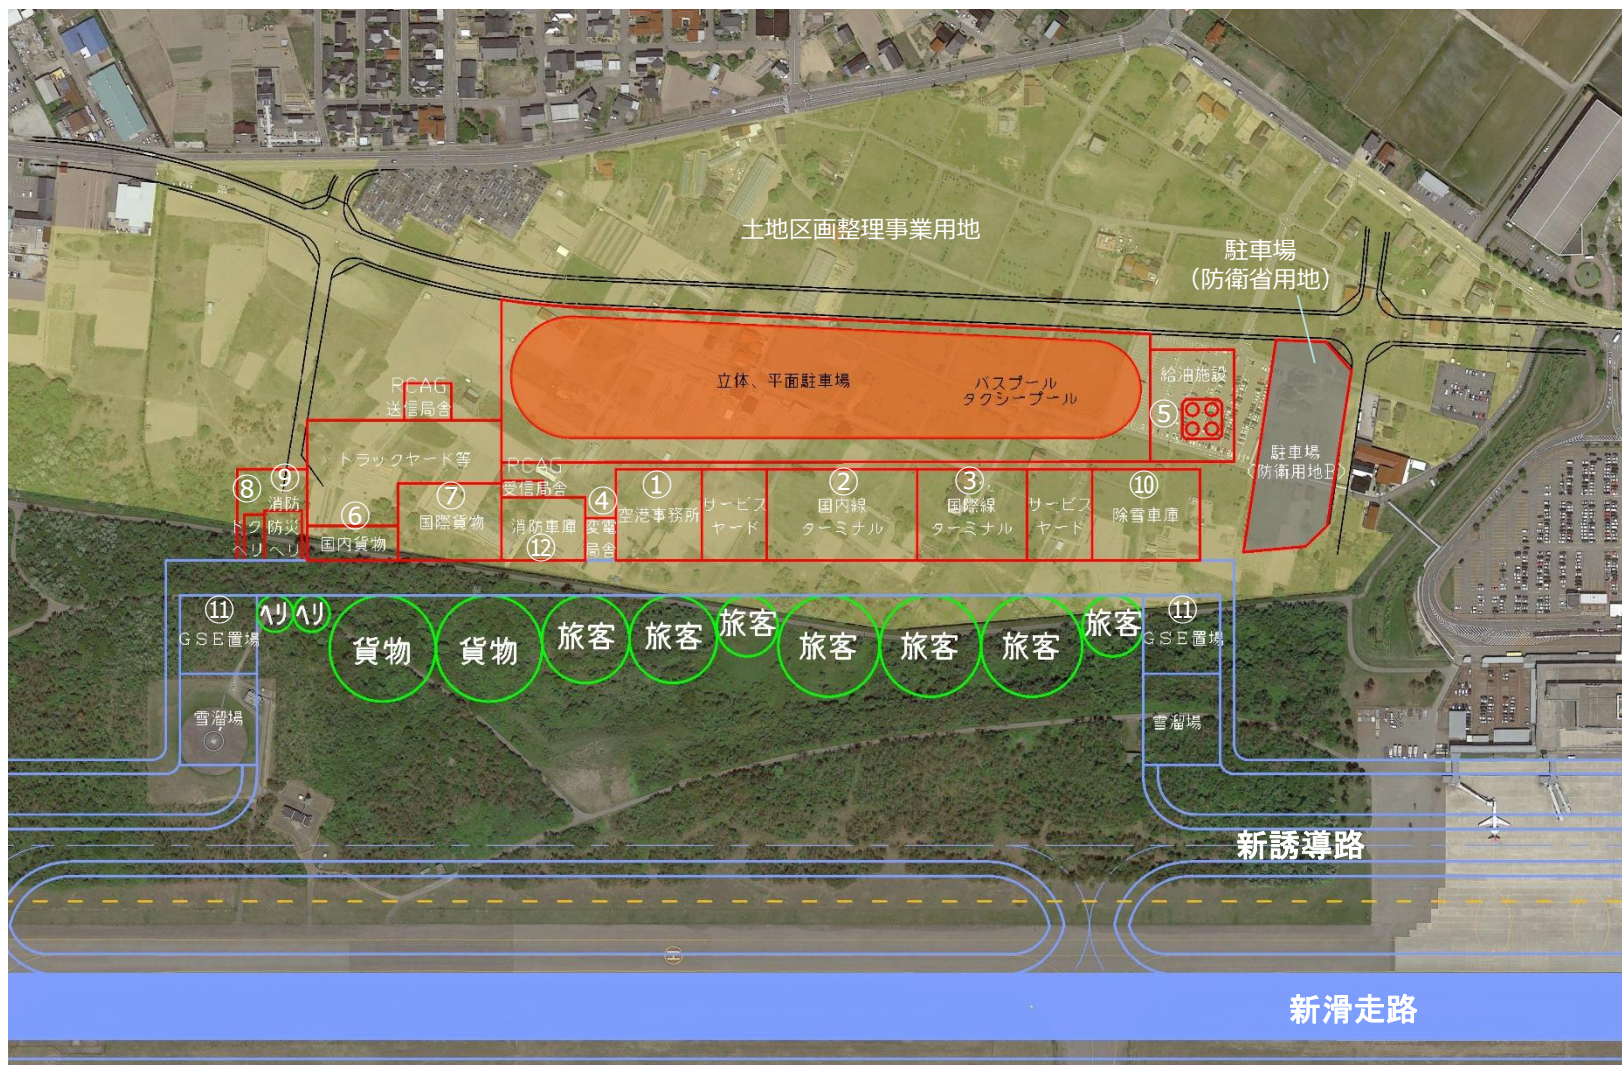 土地区画整理事業用地
駐車場
（防衛省用地）
立体、平面駐車場
バスプール
タクシープール
給油施設
⑤
RCAG
送信局舎
駐車場
（防衛用地B）
トラックヤード等
RCAG
受信局舎
⑧
ドク
ヘリ
⑨
消防
防災
ヘリ
⑥
国内貨物
⑦
国際貨物
消防車庫
⑫
④
変電
局舎
①
空港事務所
サービス
ヤード
②
国内線
ターミナル
③
国際線
ターミナル
サービス
ヤード
⑩
除雪車庫
⑪
GSE置場
ヘリ
ヘリ
貨物
貨物
旅客
旅客
旅客
旅客
旅客
旅客
旅客
⑪
GSE置場
雪溜場
雪溜場
新誘導路
H
新滑走路